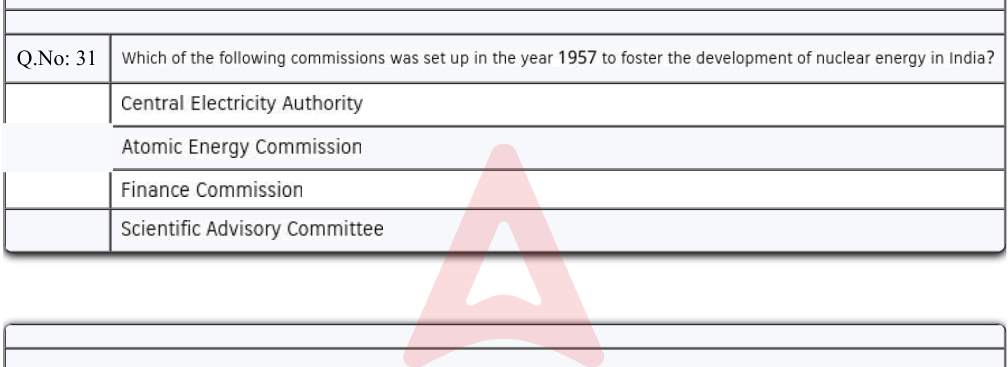 Q.No: 31 Which of the following commissions was set up in the year 1957 to foster the development of nuclear energy in India?
Central Electricity Authority
Atomic Energy Commission
Finance Commission
Scientific Advisory Committee